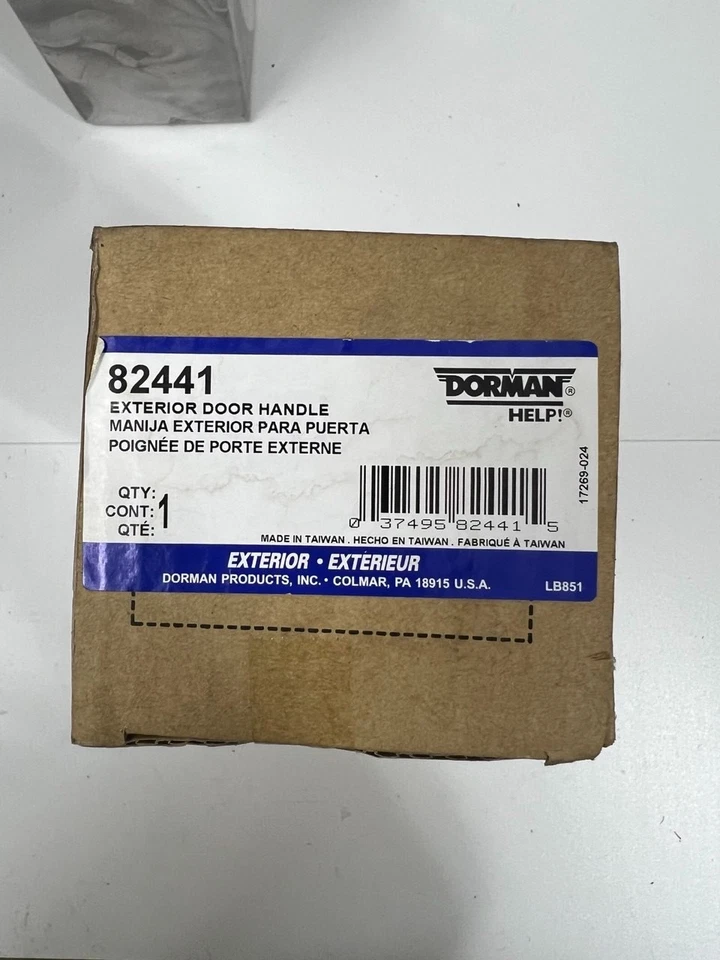 82441
EXTERIOR DOOR HANDLE
MANIJA EXTERIOR PARA PUERTA
POIGNÉE DE PORTE EXTERNE
DORMAN®
HELP!®
QTY:
CONT: 1
QTÉ:
0 37495 82441 5
17269-024
MADE IN TAIWAN . HECHO EN TAIWAN . FABRIQUÉ À TAIWAN
EXTERIOR • EXTÉRIEUR
DORMAN PRODUCTS, INC. • COLMAR, PA 18915 U.S.A.
LB851